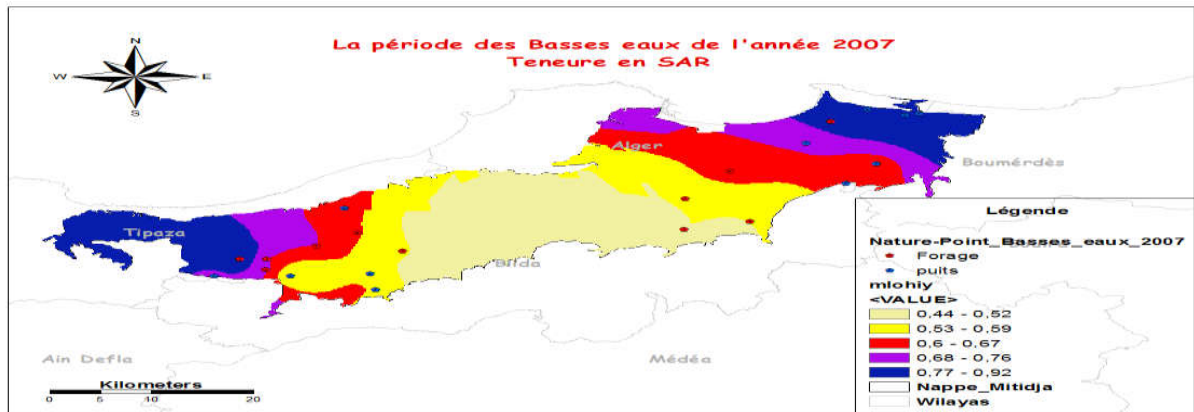 La période des Basses eaux de l'année 2007
Teneure en SAR
N
W E
S
Alger
Boumérdès
Tipaza
Blida
Ain Defla
Médéa
Kilometers
0 5 10 20
Légende
Nature-Point_Basses_eaux_2007
Forage
puits
mlohiy
<VALUE>
0,44 - 0,52
0,53 - 0,59
0,6 - 0,67
0,68 - 0,76
0,77 - 0,92
Nappe_Mitidja
Wilayas